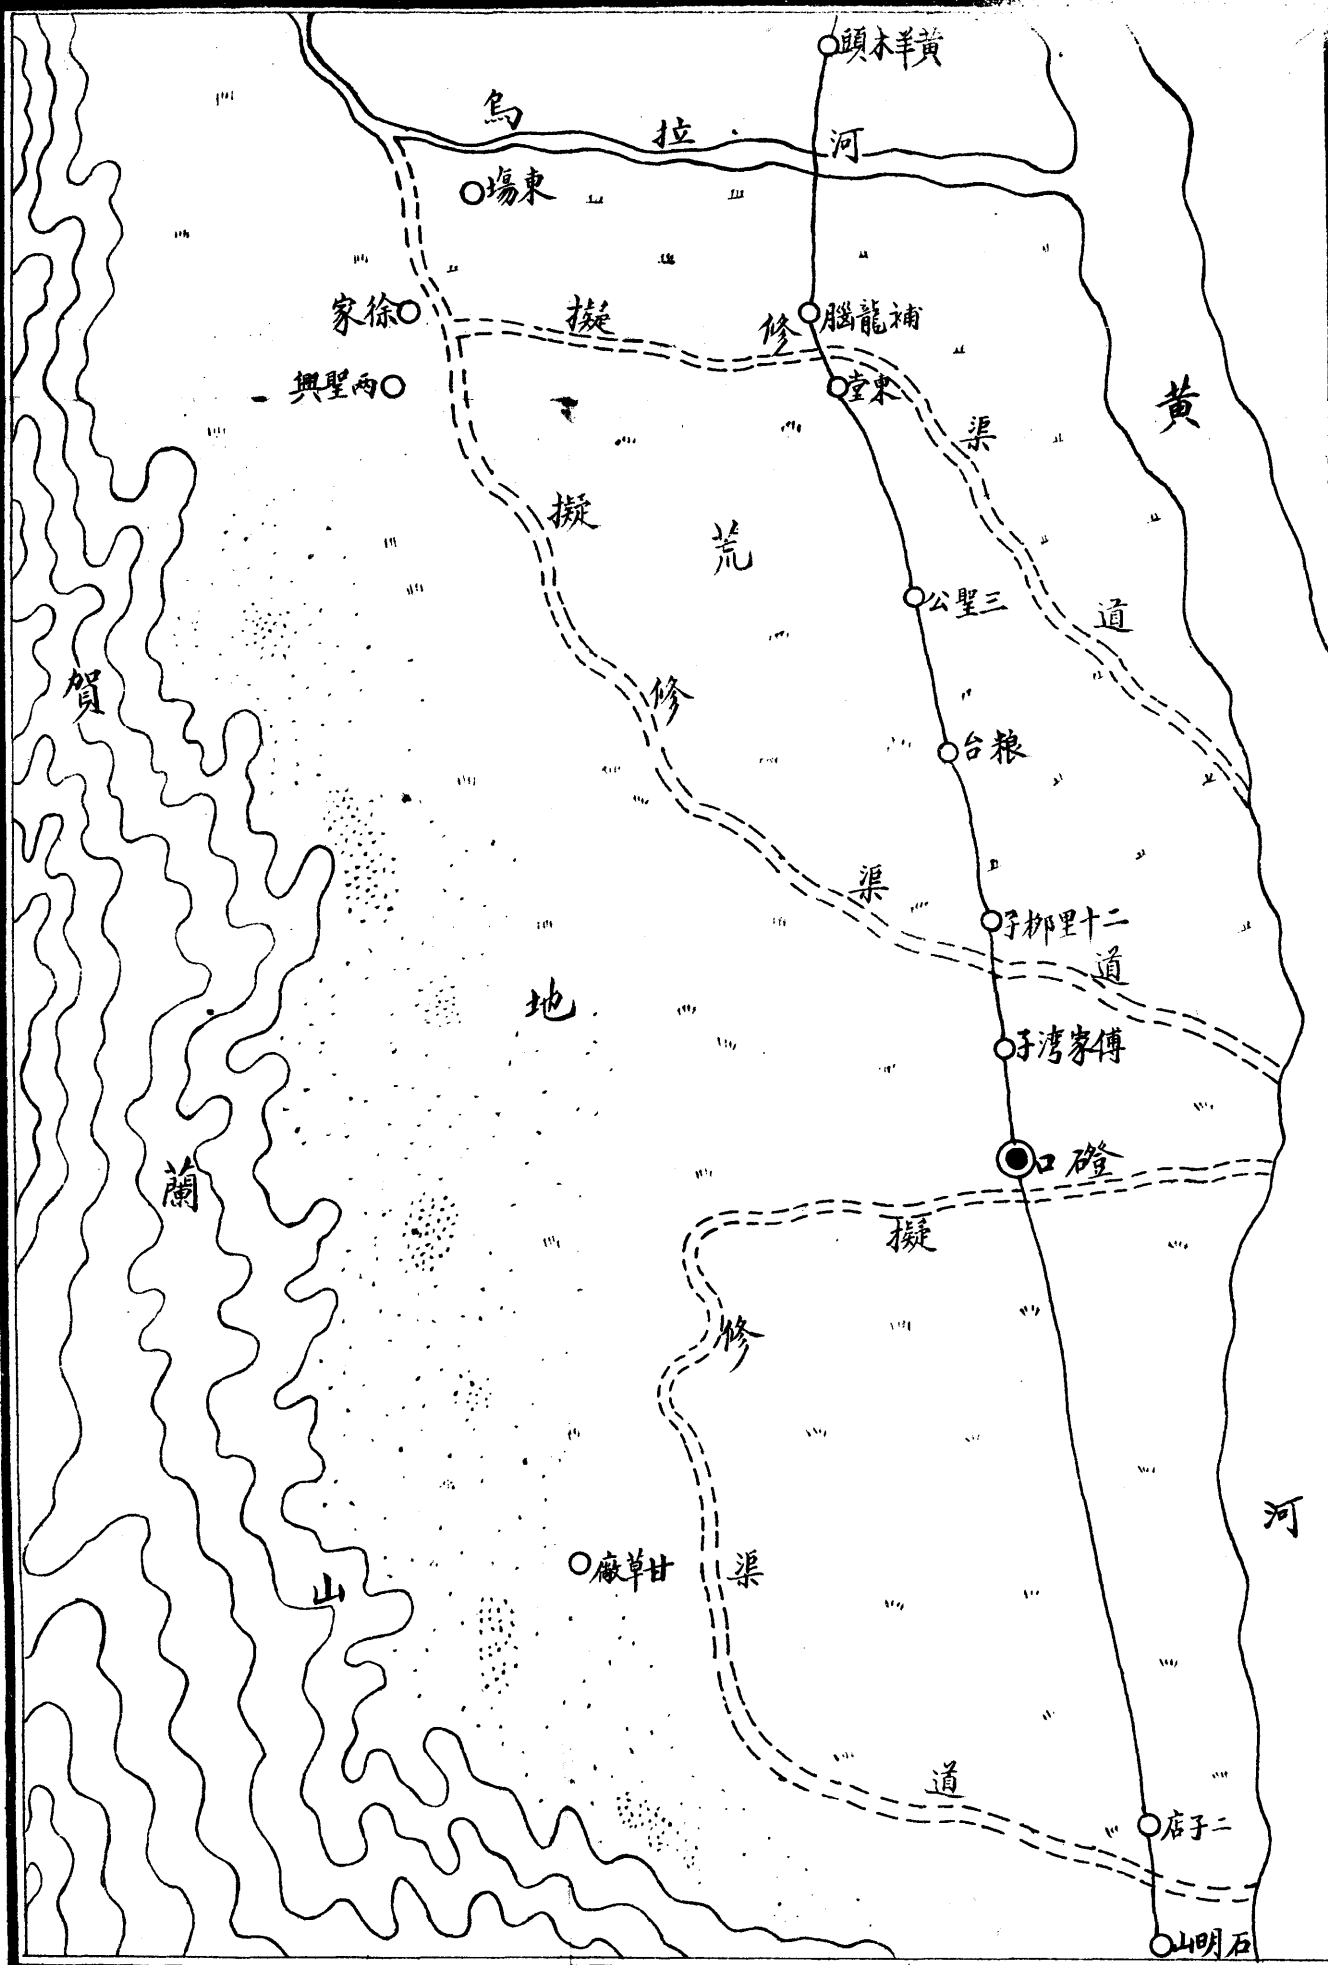 黃羊木頭
烏拉河
東塲
徐家
補龍腦
擬修渠道
兩聖興
東堂
黃河
擬修渠道
荒地
三聖公
賀蘭山
粮台
二十里柳子
傅家湾子
磴口
擬修渠道
甘草廠
二子店
石明山